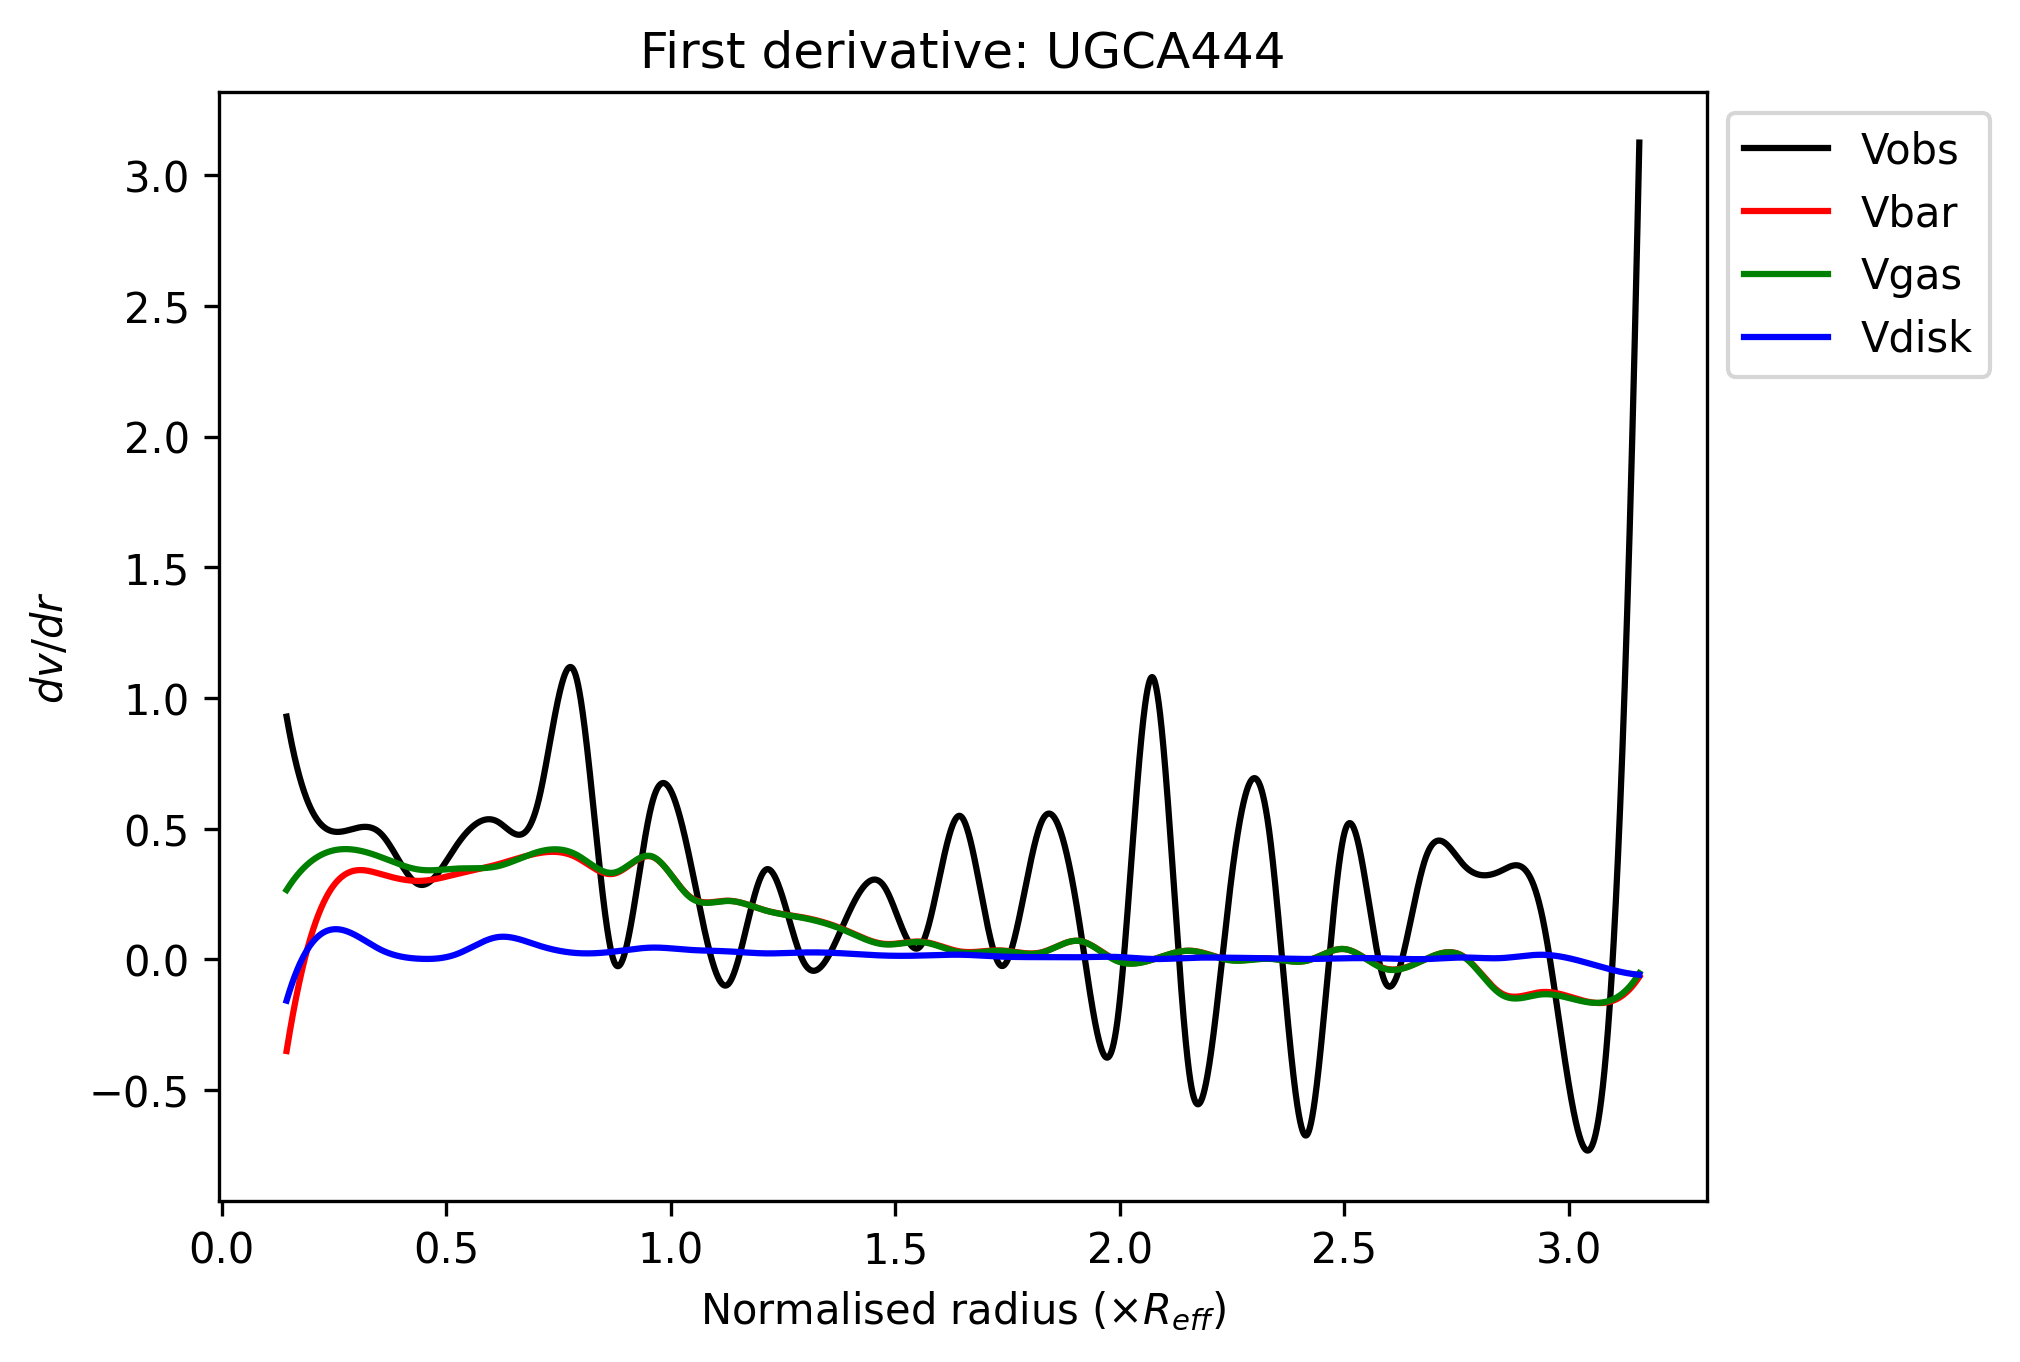 First derivative: UGCA444
3.0
2.5
2.0
1.5
1.0
0.5
0.0
−0.5
dv/dr
0.0 0.5 1.0 1.5 2.0 2.5 3.0
Normalised radius (×R_eff)
Vobs
Vbar
Vgas
Vdisk